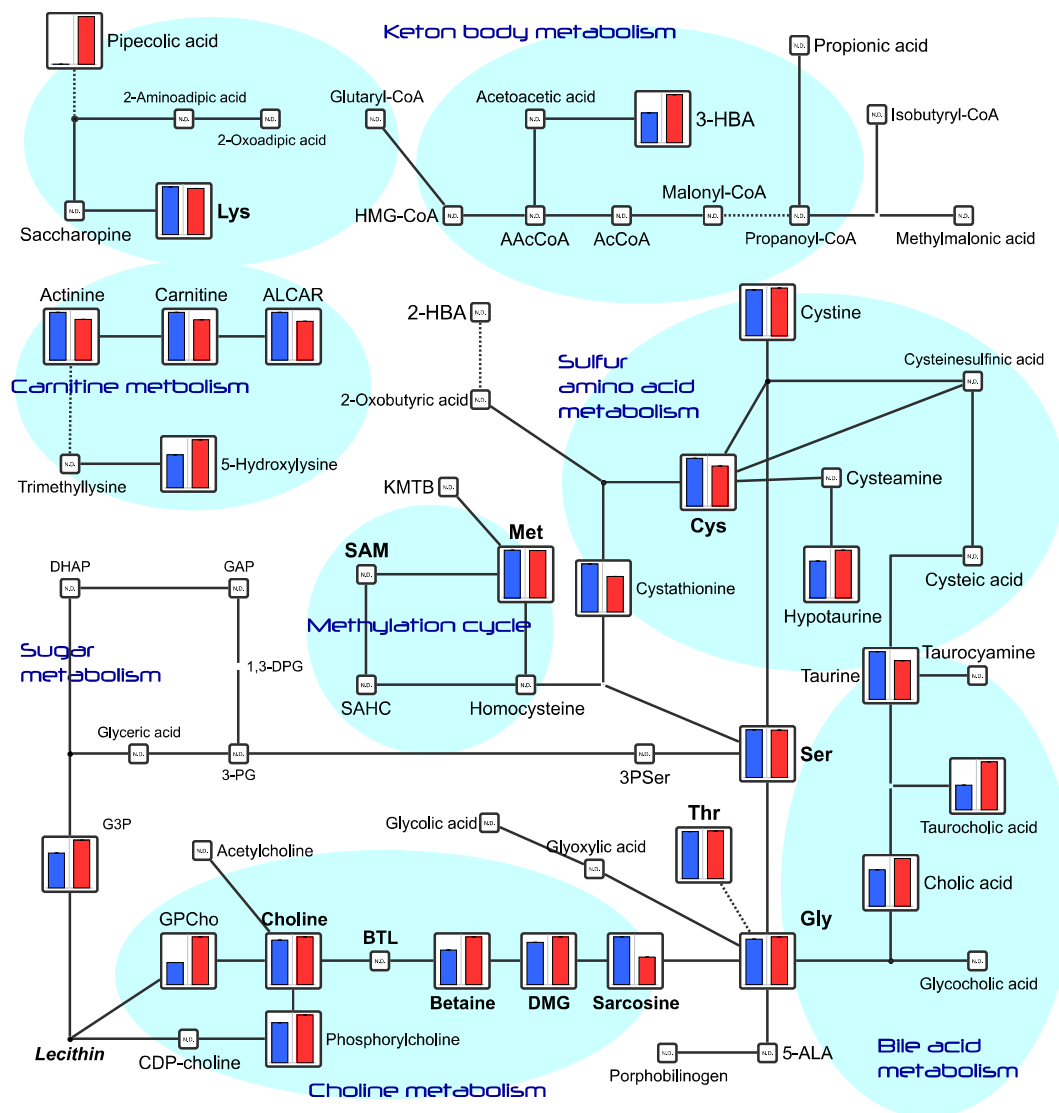 Keton body metabolism
Pipecolic acid
N.D.
Propionic acid
2-Aminoadipic acid
Glutaryl-CoA
Acetoacetic acid
N.D.
N.D.
N.D.
N.D.
3-HBA
N.D.
Isobutyryl-CoA
2-Oxoadipic acid
Malonyl-CoA
N.D.
Lys
Saccharopine
HMG-CoA
N.D.
N.D.
N.D.
N.D.
N.D.
N.D.
AAcCoA
AcCoA
Propanoyl-CoA
Methylmalonic acid
Actinine
Carnitine
ALCAR
2-HBA
N.D.
Cystine
Carnitine metbolism
Sulfur
amino acid
metabolism
Cysteinesulfinic acid
N.D.
2-Oxobutyric acid
N.D.
N.D.
Trimethyllysine
5-Hydroxylysine
KMTB
N.D.
Cys
N.D.
Cysteamine
Met
SAM
N.D.
Cystathionine
Hypotaurine
N.D.
Cysteic acid
DHAP
GAP
N.D.
N.D.
Methylation cycle
Sugar
metabolism
1,3-DPG
N.D.
SAHC
N.D.
Homocysteine
Taurine
Taurocyamine
N.D.
Glyceric acid
N.D.
N.D.
3-PG
N.D.
3PSer
Ser
Taurocholic acid
G3P
Glycolic acid
N.D.
Thr
N.D.
Acetylcholine
Glyoxylic acid
N.D.
Cholic acid
GPCho
Choline
BTL
N.D.
Betaine
DMG
Sarcosine
Gly
N.D.
Glycocholic acid
Lecithin
N.D.
CDP-choline
Phosphorylcholine
Choline metabolism
N.D.
Porphobilinogen
N.D.
5-ALA
Bile acid
metabolism